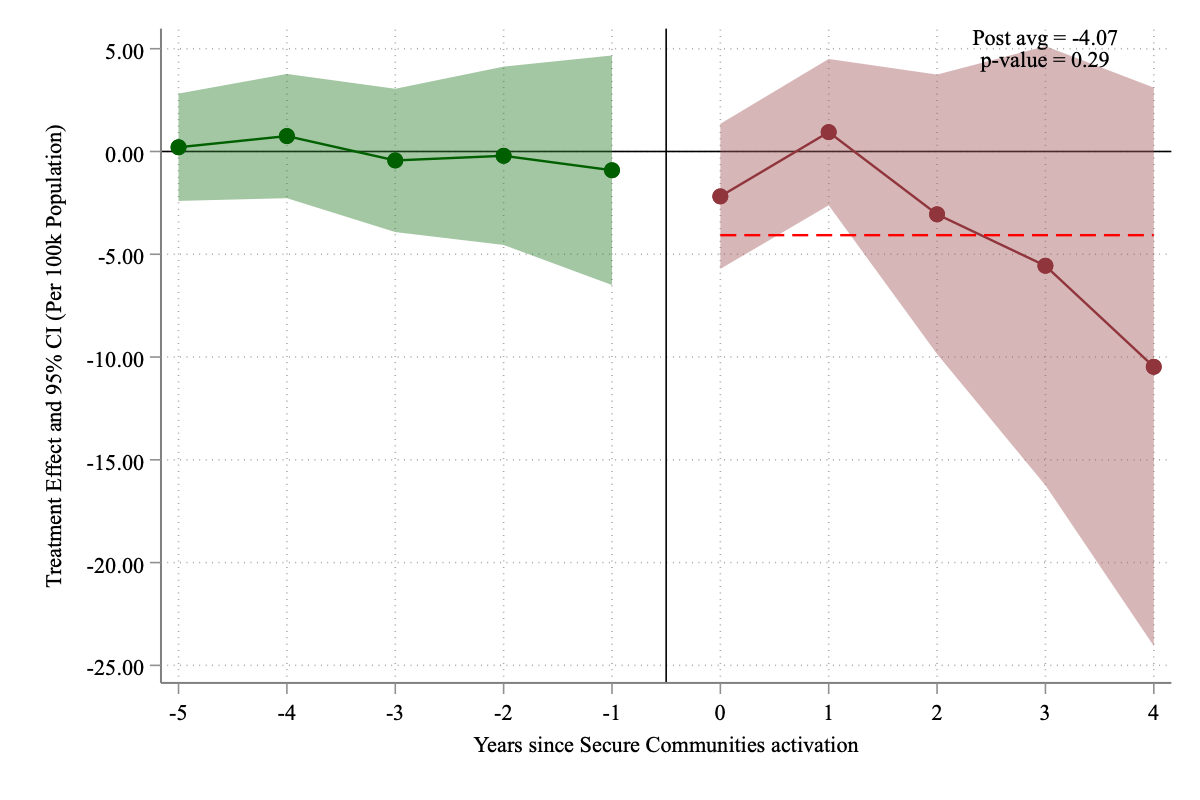 Post avg = -4.07
p-value = 0.29
5.00
0.00
-5.00
-10.00
-15.00
-20.00
-25.00
Treatment Effect and 95% CI (Per 100k Population)
-5 -4 -3 -2 -1 0 1 2 3 4
Years since Secure Communities activation